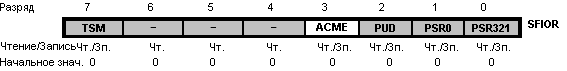 Разряд 7 6 5 4 3 2 1 0
TSM – – – ACME PUD PSR0 PSR321 SFIOR
Чтение/Запись Чт./Зп. Чт. Чт. Чт. Чт./Зп. Чт./Зп. Чт./Зп. Чт./Зп.
Начальное знач. 0 0 0 0 0 0 0 0